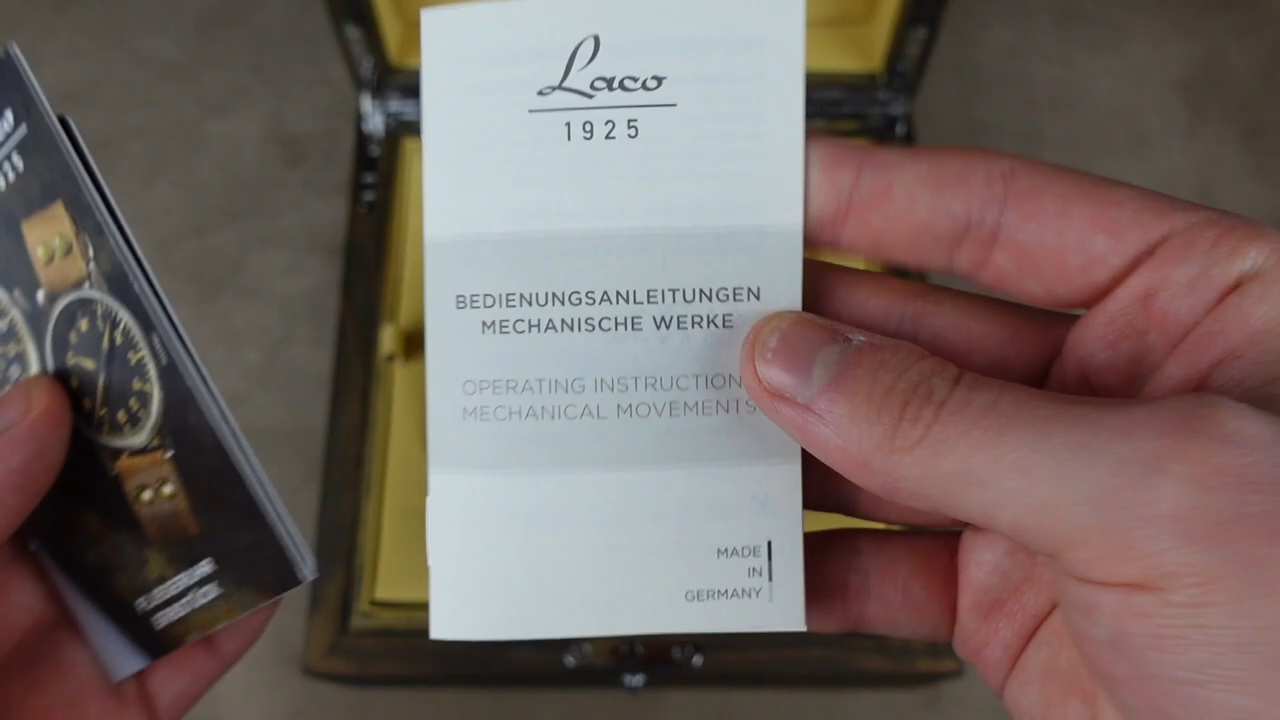 Laco
1925
BEDIENUNGSANLEITUNGEN
MECHANISCHE WERKE
OPERATING INSTRUCTION
MECHANICAL MOVEMENTS
MADE
IN
GERMANY